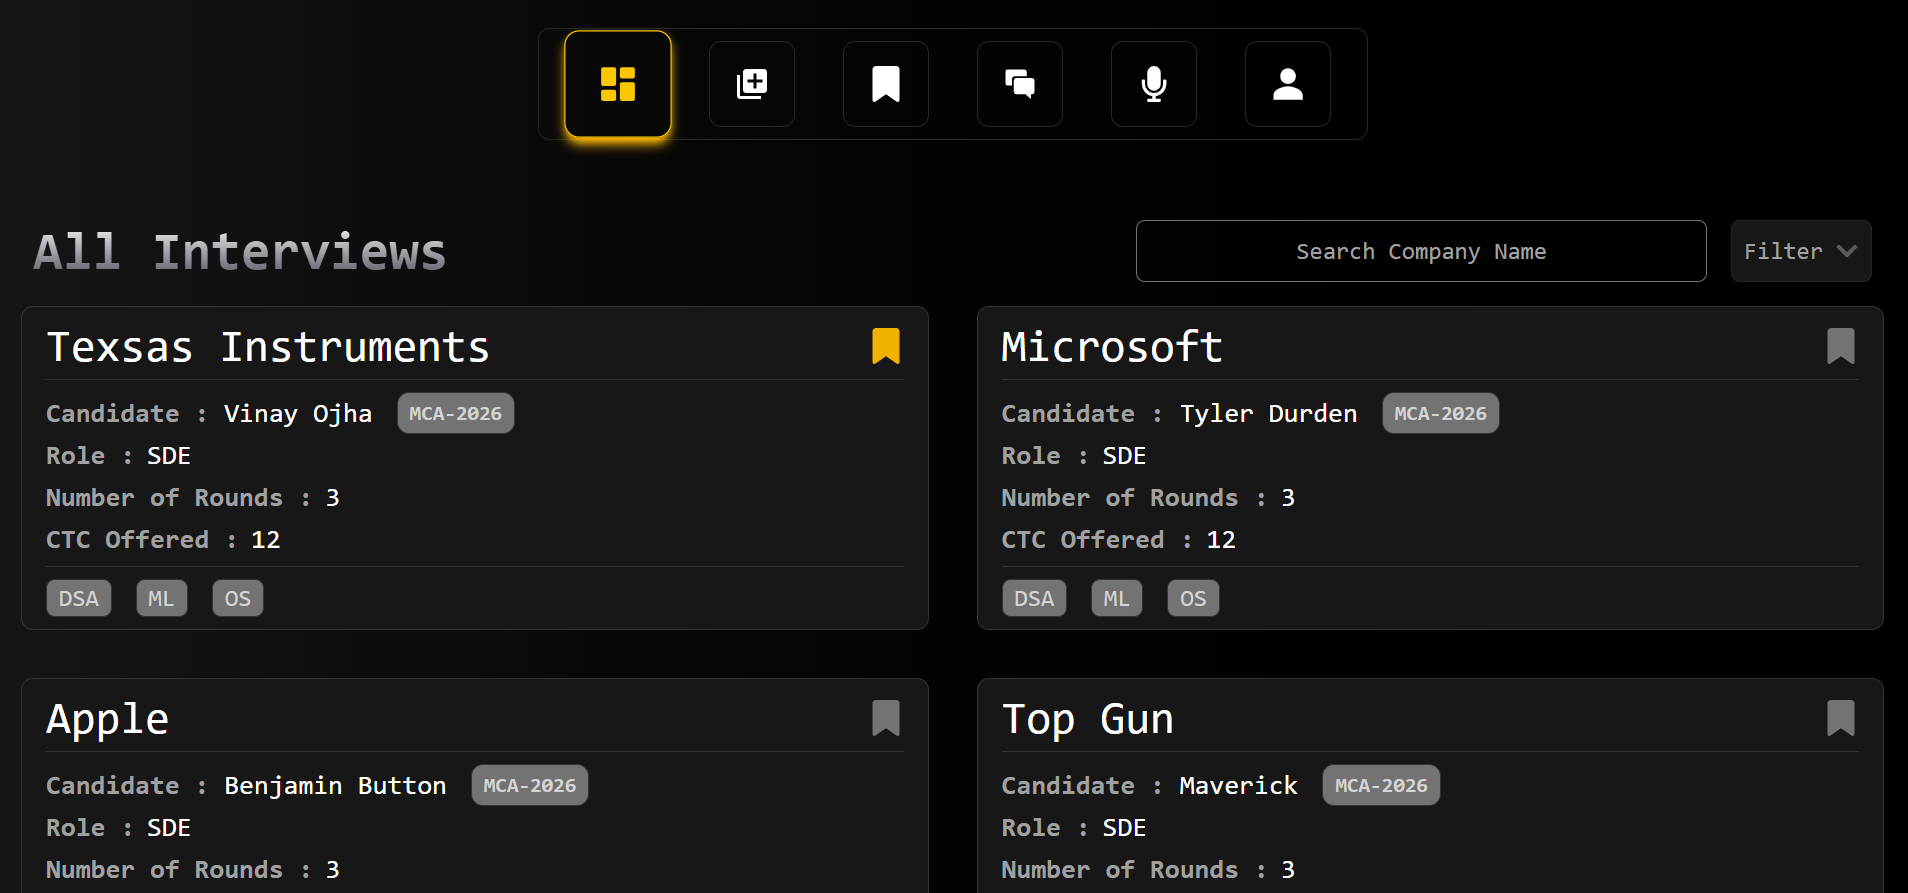 All Interviews
Search Company Name
Filter
Texsas Instruments
Candidate : Vinay Ojha MCA-2026
Role : SDE
Number of Rounds : 3
CTC Offered : 12
DSA ML OS
Microsoft
Candidate : Tyler Durden MCA-2026
Role : SDE
Number of Rounds : 3
CTC Offered : 12
DSA ML OS
Apple
Candidate : Benjamin Button MCA-2026
Role : SDE
Number of Rounds : 3
Top Gun
Candidate : Maverick MCA-2026
Role : SDE
Number of Rounds : 3